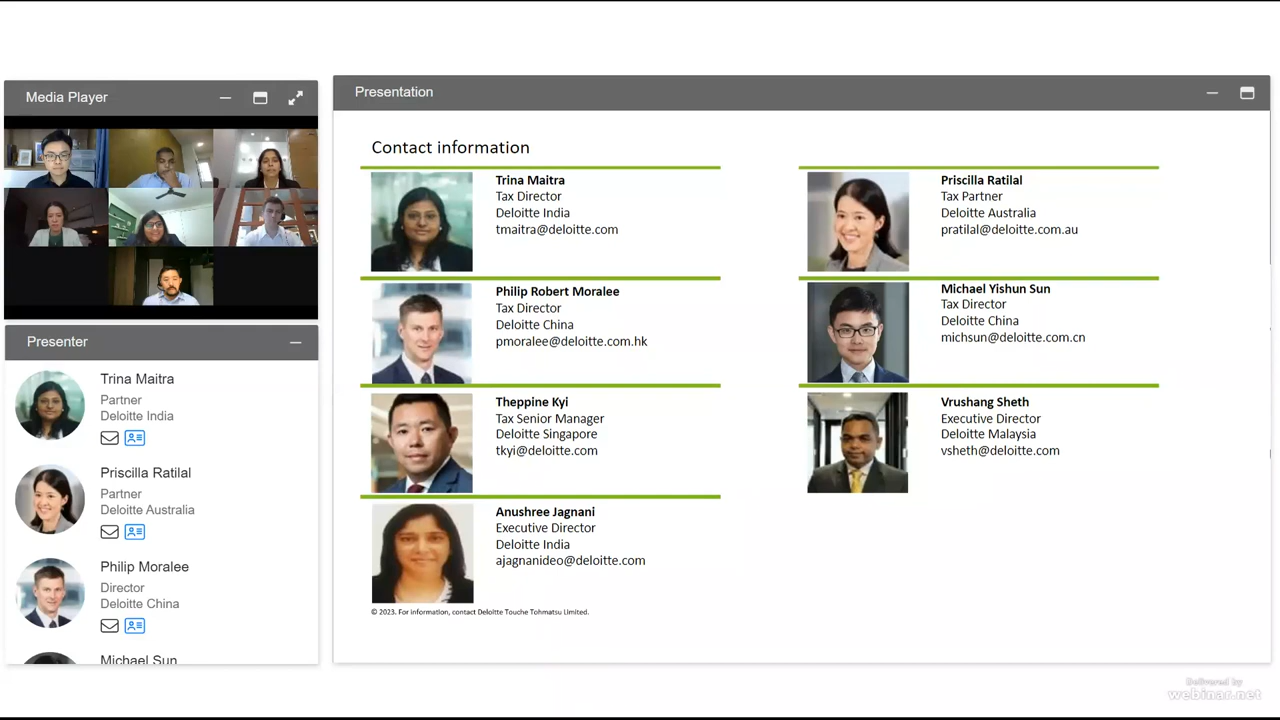 Media Player
Presenter
Trina Maitra
Partner
Deloitte India
Priscilla Ratilal
Partner
Deloitte Australia
Philip Moralee
Director
Deloitte China
Michael Sun
Presentation
Contact information
Trina Maitra
Tax Director
Deloitte India
tmaitra@deloitte.com
Priscilla Ratilal
Tax Partner
Deloitte Australia
pratilal@deloitte.com.au
Philip Robert Moralee
Tax Director
Deloitte China
pmoralee@deloitte.com.hk
Michael Yishun Sun
Tax Director
Deloitte China
michsun@deloitte.com.cn
Theppine Kyi
Tax Senior Manager
Deloitte Singapore
tkyi@deloitte.com
Vrushang Sheth
Executive Director
Deloitte Malaysia
vsheth@deloitte.com
Anushree Jagnani
Executive Director
Deloitte India
ajagnanideo@deloitte.com
© 2023. For information, contact Deloitte Touche Tohmatsu Limited.
Delivered by
webinar.net